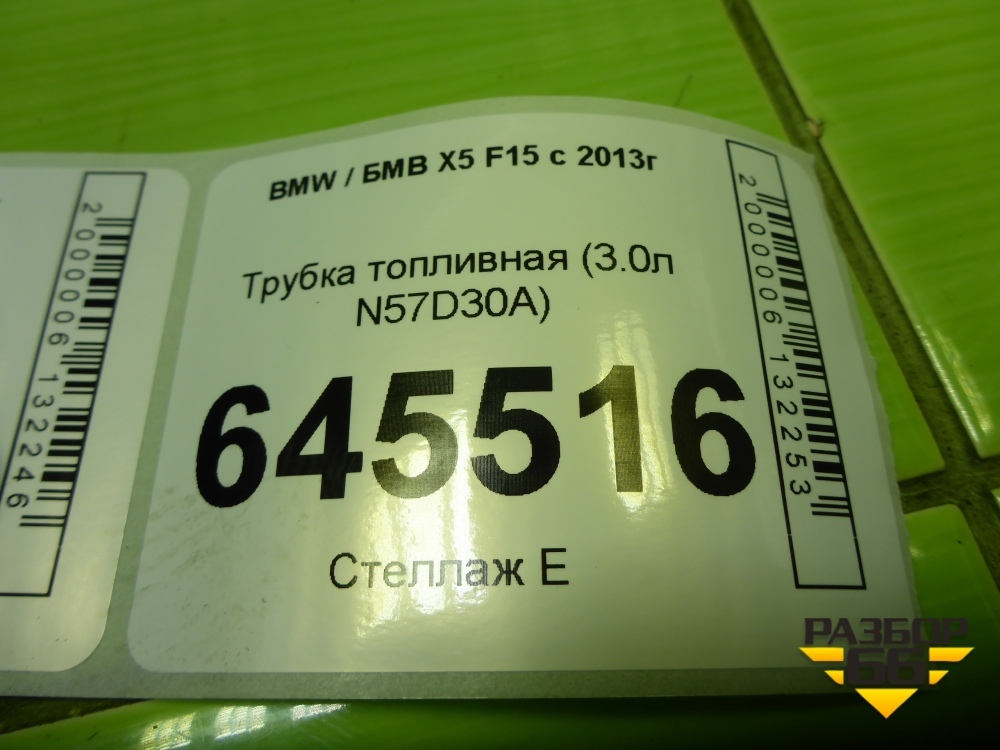 BMW / БМВ X5 F15 с 2013г
Трубка топливная (3.0л
N57D30A)
645516
Стеллаж Е
2000006132253
2000006132246
РАЗБОР
66